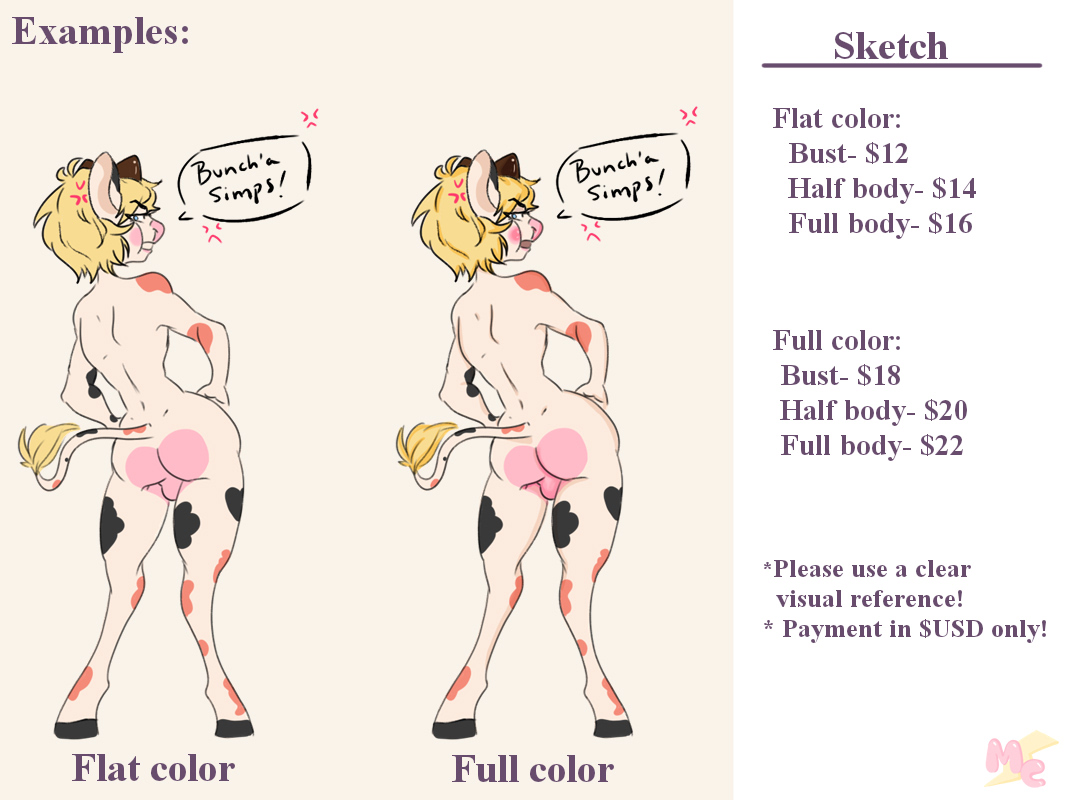 Examples:
Bunch'a
Simps!
Bunch'a
Simps!
Flat color
Full color
Sketch
Flat color:
Bust- $12
Half body- $14
Full body- $16
Full color:
Bust- $18
Half body- $20
Full body- $22
*Please use a clear
visual reference!
* Payment in $USD only!
MC